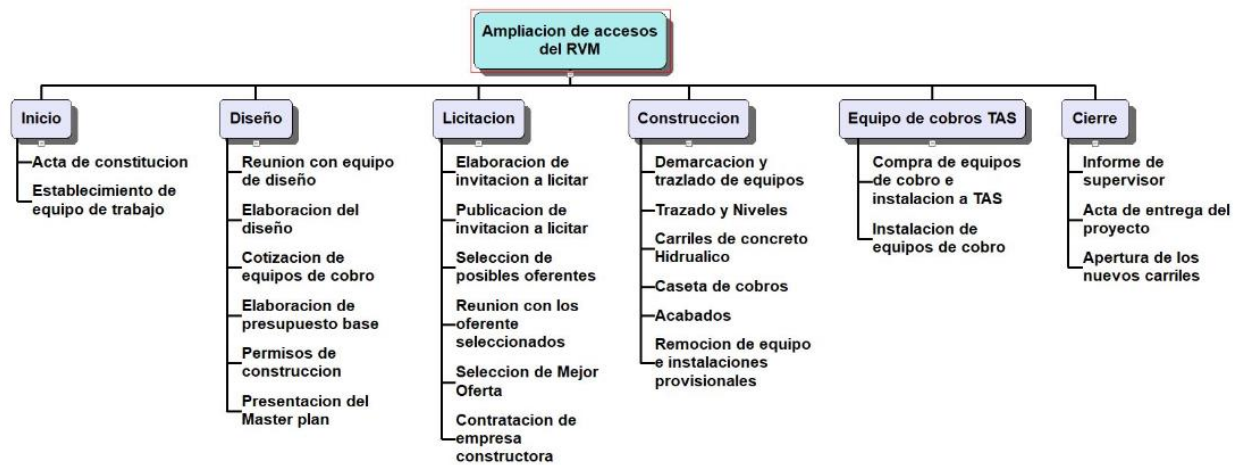 Ampliacion de accesos
del RVM
Inicio
Acta de constitucion
Establecimiento de
equipo de trabajo
Diseño
Reunion con equipo
de diseño
Elaboracion del
diseño
Cotizacion de
equipos de cobro
Elaboracion de
presupuesto base
Permisos de
construccion
Presentacion del
Master plan
Licitacion
Elaboracion de
invitacion a licitar
Publicacion de
invitacion a licitar
Seleccion de
posibles oferentes
Reunion con los
oferente
seleccionados
Seleccion de Mejor
Oferta
Contratacion de
empresa
constructora
Construccion
Demarcacion y
trazlado de equipos
Trazado y Niveles
Carriles de concreto
Hidrualico
Caseta de cobros
Acabados
Remocion de equipo
e instalaciones
provisionales
Equipo de cobros TAS
Compra de equipos
de cobro e
instalacion a TAS
Instalacion de
equipos de cobro
Cierre
Informe de
supervisor
Acta de entrega del
proyecto
Apertura de los
nuevos carriles